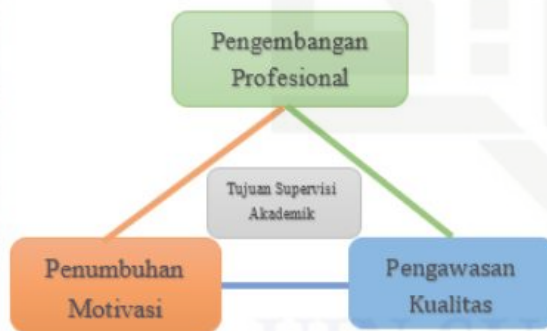 Pengembangan
Profesional
Tujuan Supervisi
Akademik
Penumbuhan
Motivasi
Pengawasan
Kualitas